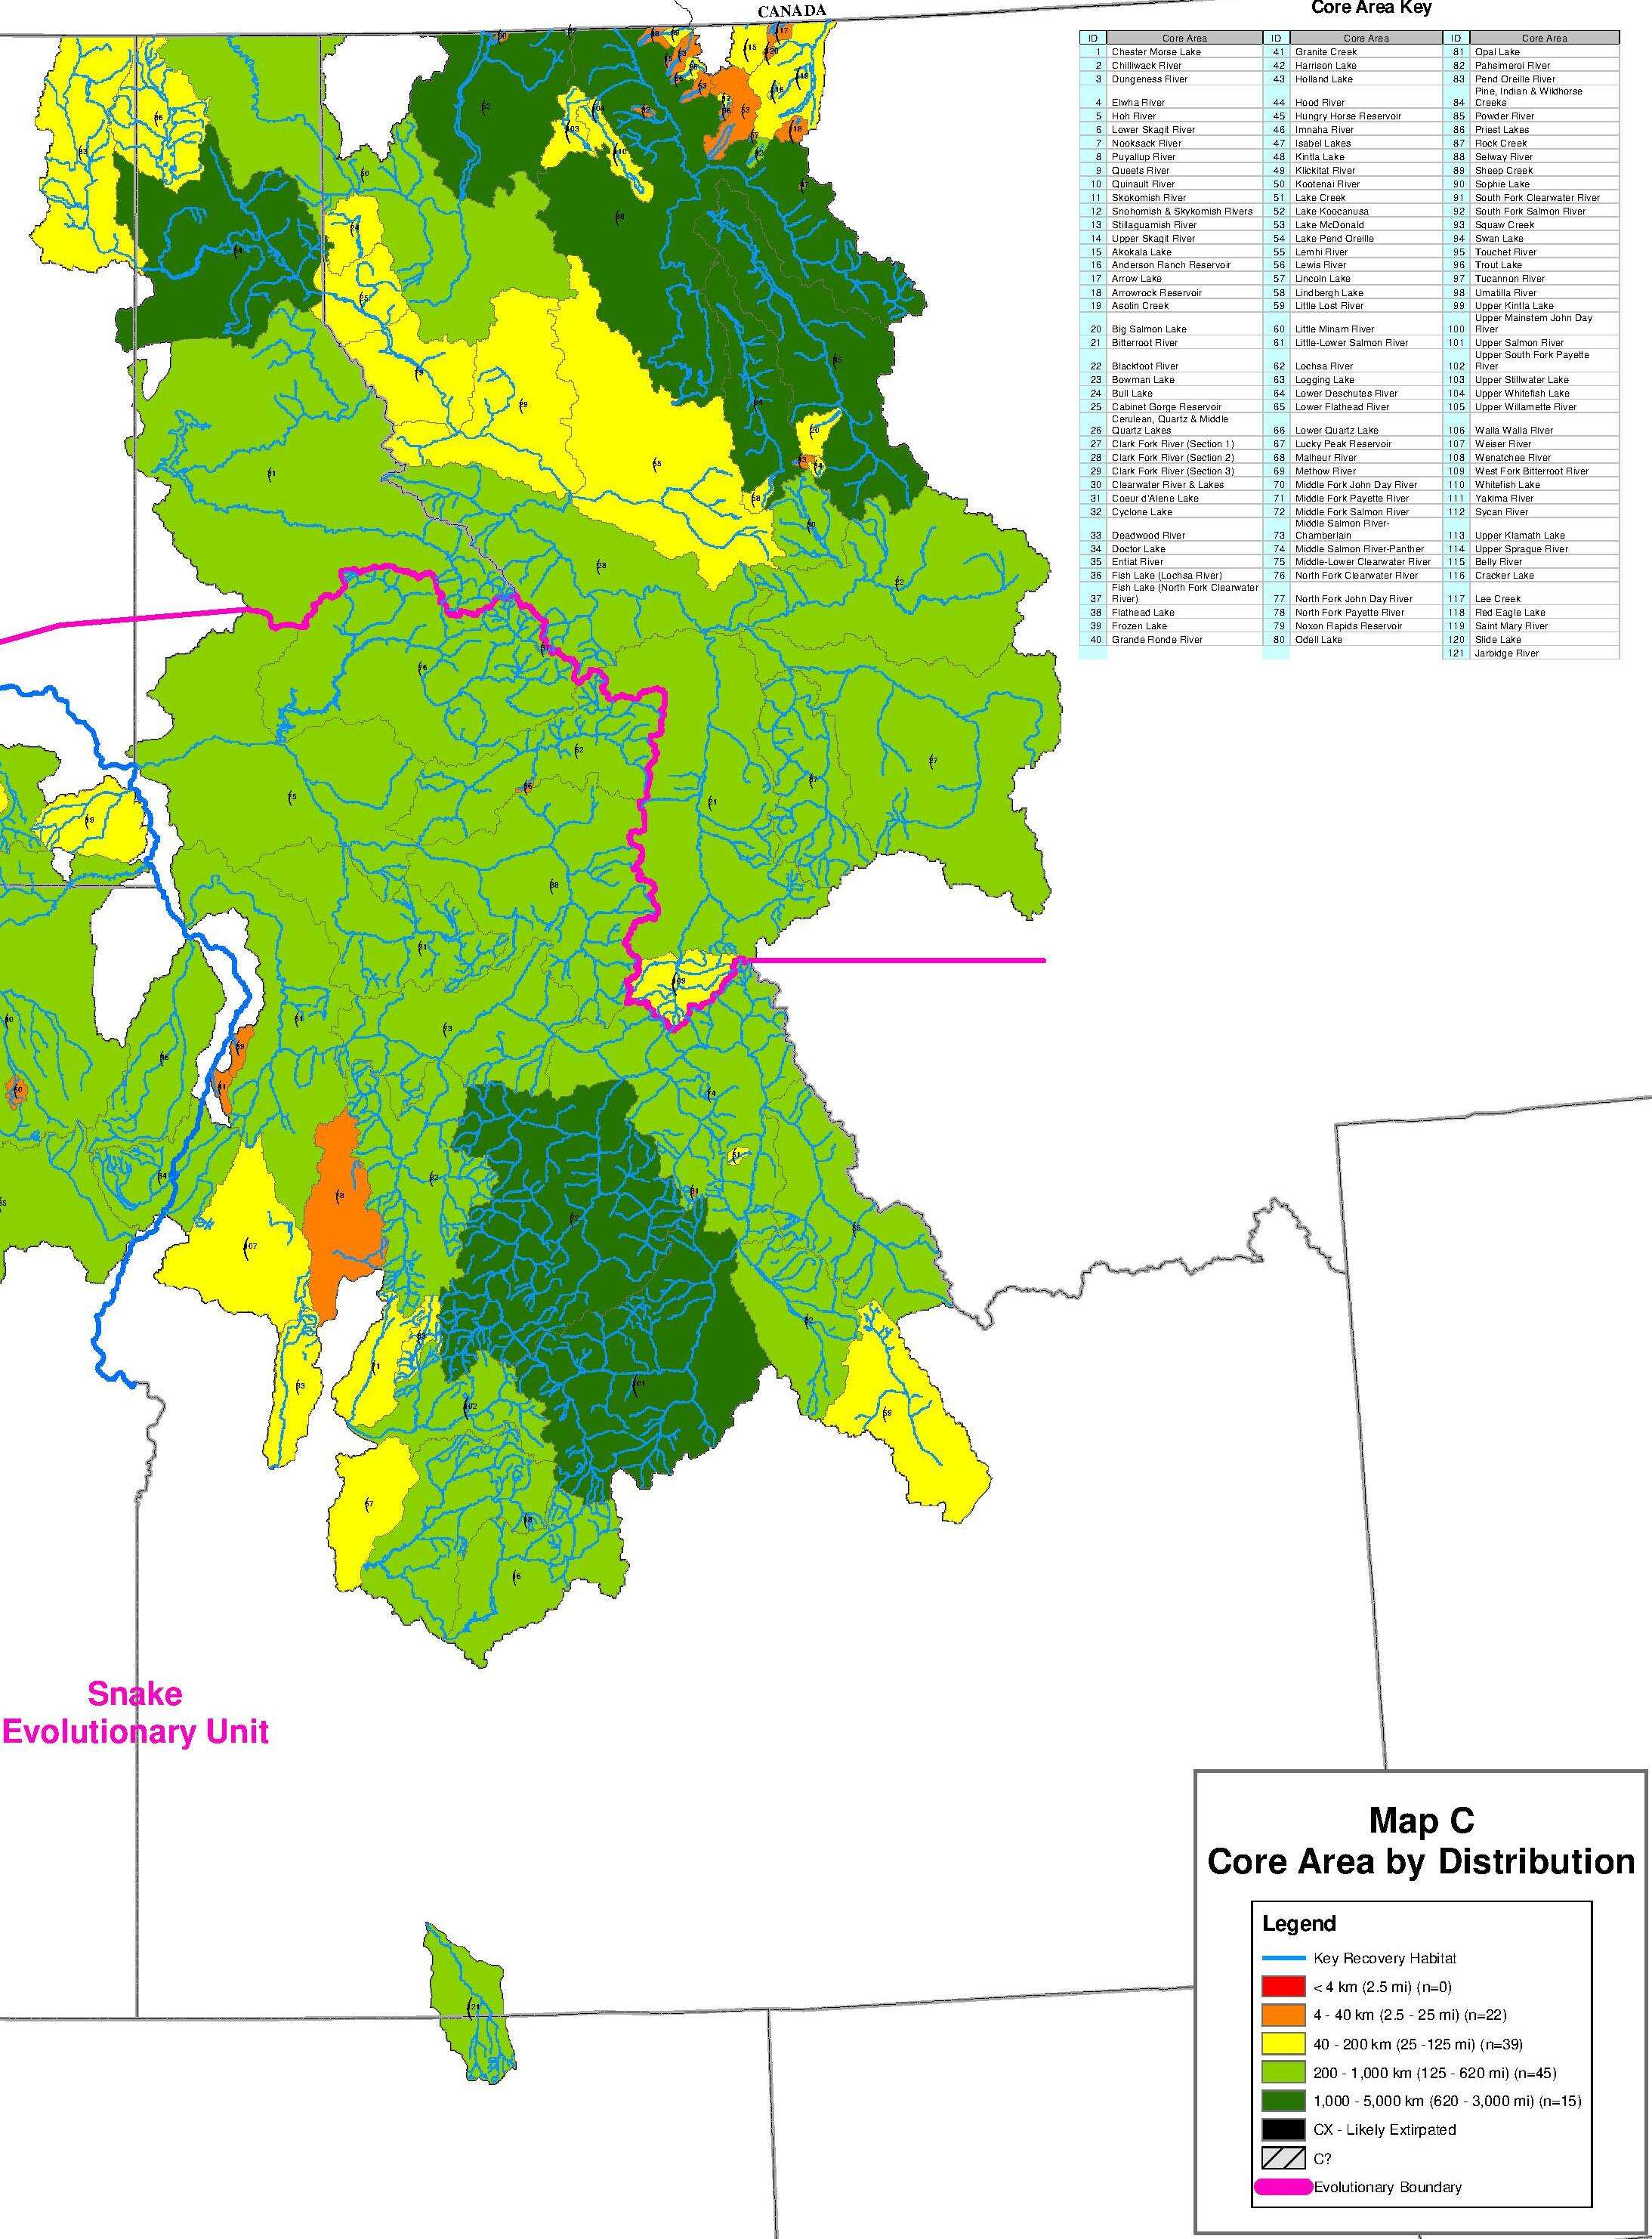 CANADA
Core Area Key
ID Core Area ID Core Area ID Core Area
1 Chester Morse Lake 41 Granite Creek 81 Opal Lake
2 Chilliwack River 42 Harrison Lake 82 Pahsimeroi River
3 Dungeness River 43 Holland Lake 83 Pend Oreille River
4 Elwha River 44 Hood River 84 Pine, Indian & Wildhorse Creeks
5 Hoh River 45 Hungry Horse Reservoir 85 Powder River
6 Lower Skagit River 46 Imnaha River 86 Priest Lakes
7 Nooksack River 47 Isabel Lakes 87 Rock Creek
8 Puyallup River 48 Kintla Lake 88 Selway River
9 Queets River 49 Klickitat River 89 Sheep Creek
10 Quinault River 50 Kootenai River 90 Sophie Lake
11 Skokomish River 51 Lake Creek 91 South Fork Clearwater River
12 Snohomish & Skykomish Rivers 52 Lake Koocanusa 92 South Fork Salmon River
13 Stillaguamish River 53 Lake McDonald 93 Squaw Creek
14 Upper Skagit River 54 Lake Pend Oreille 94 Swan Lake
15 Akokala Lake 55 Lemhi River 95 Touchet River
16 Anderson Ranch Reservoir 56 Lewis River 96 Trout Lake
17 Arrow Lake 57 Lincoln Lake 97 Tucannon River
18 Arrowrock Reservoir 58 Lindbergh Lake 98 Umatilla River
19 Asotin Creek 59 Little Lost River 99 Upper Kintla Lake
20 Big Salmon Lake 60 Little Minam River 100 Upper Mainstem John Day River
21 Bitterroot River 61 Little-Lower Salmon River 101 Upper Salmon River
22 Blackfoot River 62 Lochsa River 102 Upper South Fork Payette River
23 Bowman Lake 63 Logging Lake 103 Upper Stillwater Lake
24 Bull Lake 64 Lower Deschutes River 104 Upper Whitefish Lake
25 Cabinet Gorge Reservoir 65 Lower Flathead River 105 Upper Willamette River
26 Cerulean, Quartz & Middle Quartz Lakes 66 Lower Quartz Lake 106 Walla Walla River
27 Clark Fork River (Section 1) 67 Lucky Peak Reservoir 107 Weiser River
28 Clark Fork River (Section 2) 68 Malheur River 108 Wenatchee River
29 Clark Fork River (Section 3) 69 Methow River 109 West Fork Bitterroot River
30 Clearwater River & Lakes 70 Middle Fork John Day River 110 Whitefish Lake
31 Coeur d'Alene Lake 71 Middle Fork Payette River 111 Yakima River
32 Cyclone Lake 72 Middle Fork Salmon River 112 Sycan River
33 Deadwood River 73 Middle Salmon River-Chamberlain 113 Upper Klamath Lake
34 Doctor Lake 74 Middle Salmon River-Panther 114 Upper Sprague River
35 Entiat River 75 Middle-Lower Clearwater River 115 Belly River
36 Fish Lake (Lochsa River) 76 North Fork Clearwater River 116 Cracker Lake
37 Fish Lake (North Fork Clearwater River) 77 North Fork John Day River 117 Lee Creek
38 Flathead Lake 78 North Fork Payette River 118 Red Eagle Lake
39 Frozen Lake 79 Noxon Rapids Reservoir 119 Saint Mary River
40 Grande Ronde River 80 Odell Lake 120 Slide Lake
121 Jarbidge River
Snake
Evolutionary Unit
Map C
Core Area by Distribution
Legend
Key Recovery Habitat
< 4 km (2.5 mi) (n=0)
4 - 40 km (2.5 - 25 mi) (n=22)
40 - 200 km (25 -125 mi) (n=39)
200 - 1,000 km (125 - 620 mi) (n=45)
1,000 - 5,000 km (620 - 3,000 mi) (n=15)
CX - Likely Extirpated
C?
Evolutionary Boundary